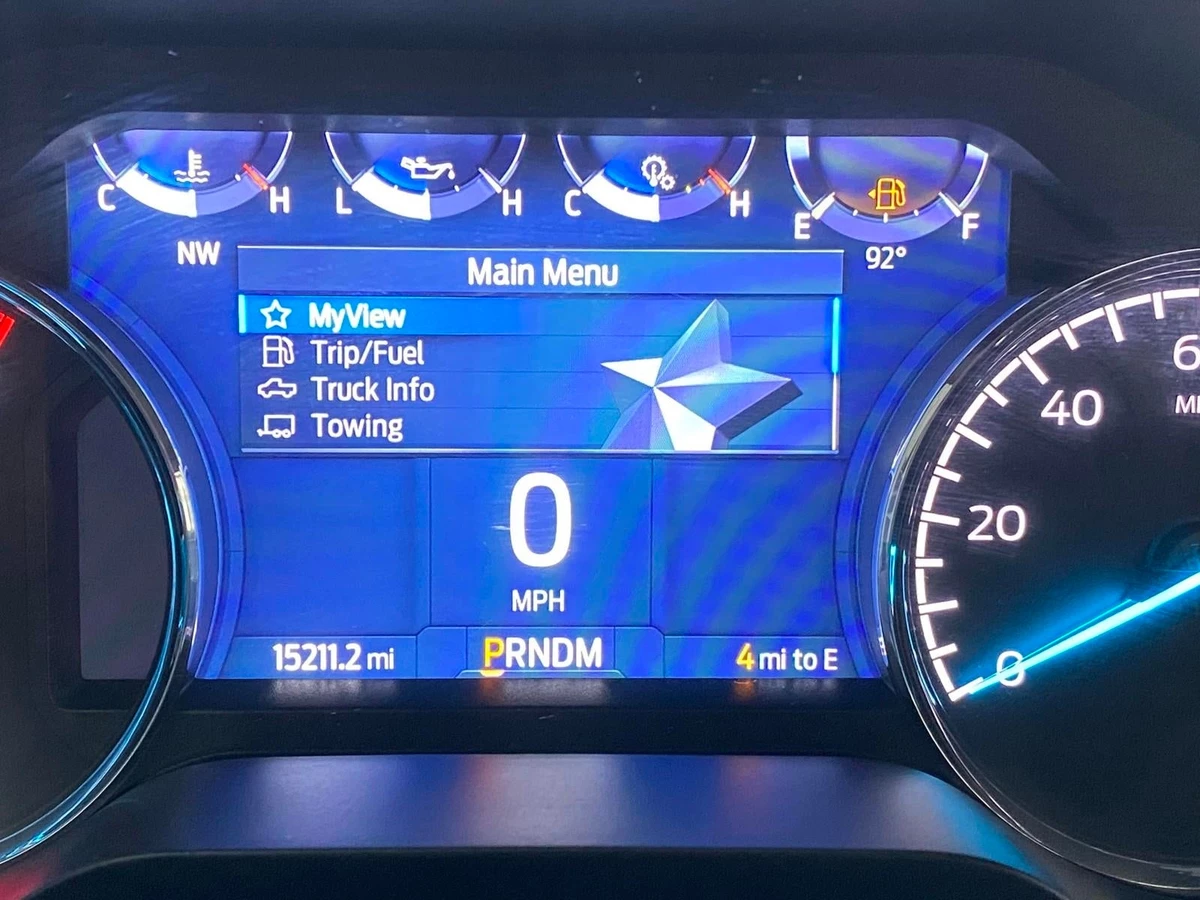 C H L H C H E F
NW 92°
Main Menu
MyView
Trip/Fuel
Truck Info
Towing
0
MPH
15211.2 mi PRNDM 4 mi to E
40
20
0